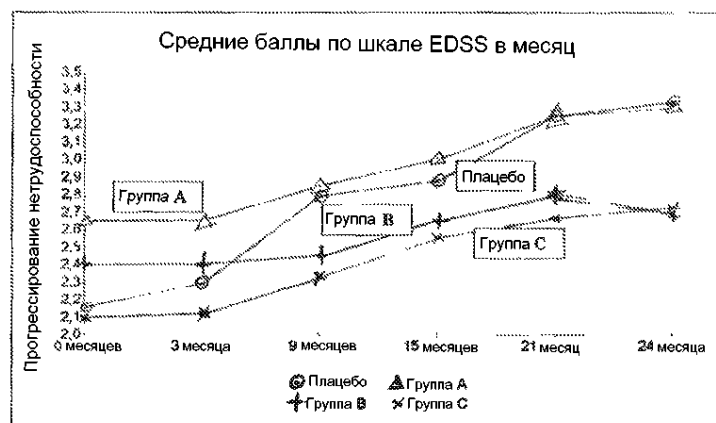 Средние баллы по шкале EDSS в месяц
Прогрессирование нетрудоспособности
3,5
3,4
3,3
3,2
3,1
3,0
2,9
2,8
2,7
2,6
2,5
2,4
2,3
2,2
2,1
2,0
Группа A
Плацебо
Группа B
Группа C
0 месяцев
3 месяца
9 месяцев
15 месяцев
21 месяц
24 месяца
Плацебо
Группа A
Группа B
Группа C